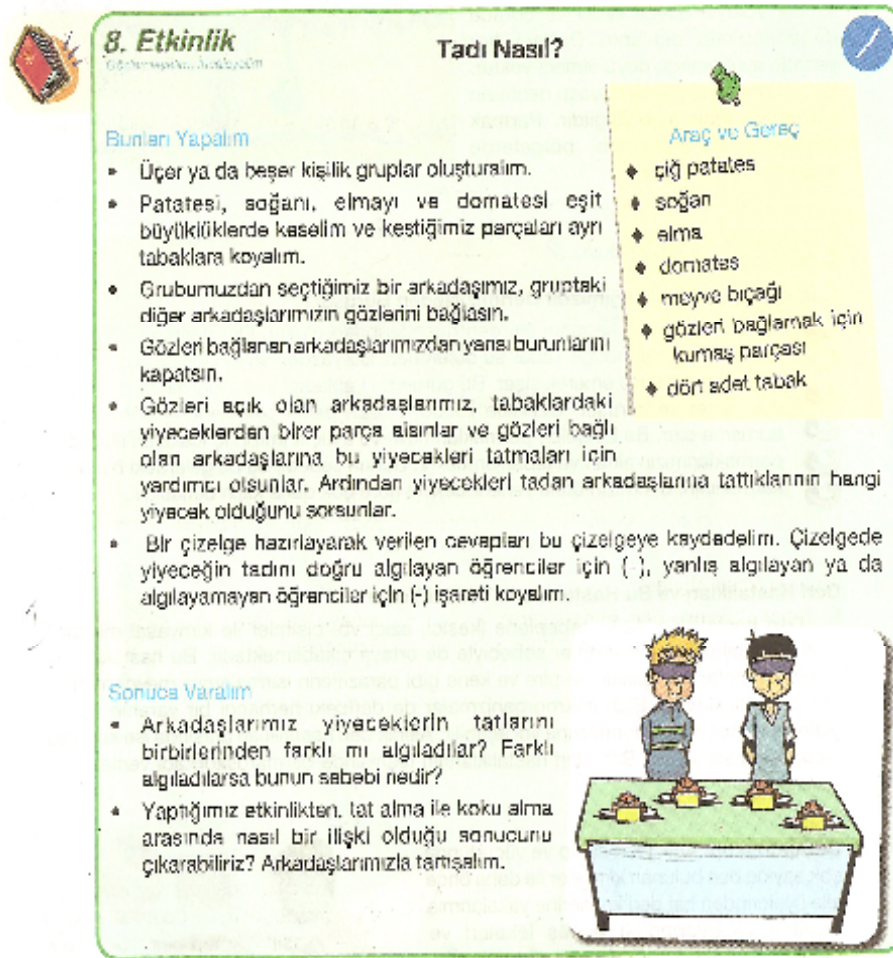 8. Etkinlik
Tadı Nasıl?
Bunları Yapalım
• Üçer ya da beşer kişilik gruplar oluşturalım.
• Patatesi, soğanı, elmayı ve domatesi eşit
büyüklüklerde keselim ve kestiğimiz parçaları ayrı
tabaklara koyalım.
• Grubumuzdan seçtiğimiz bir arkadaşımız, gruptaki
diğer arkadaşlarımızın gözlerini bağlasın.
• Gözleri bağlanan arkadaşlarımızdan yarısı burunlarını
kapatsın.
• Gözleri açık olan arkadaşlarımız, tabaklardaki
yiyeceklerden birer parça alsınlar ve gözleri bağlı
olan arkadaşlarına bu yiyecekleri tatmaları için
yardımcı olsunlar. Ardından yiyecekleri tadan arkadaşlarına tattıklarının hangi
yiyecek olduğunu sorsunlar.
• Bir çizelge hazırlayarak verilen cevapları bu çizelgeye kaydedelim. Çizelgede
yiyeceğin tadını doğru algılayan öğrenciler için (-), yanlış algılayan ya da
algılayamayan öğrenciler için (-) işareti koyalım.
Araç ve Gereç
♦ çiğ patates
♦ soğan
♦ elma
♦ domates
♦ meyve bıçağı
♦ gözleri bağlamak için
kumaş parçası
♦ dört adet tabak
Sonuca Varalım
• Arkadaşlarımız yiyeceklerin tatlarını
birbirlerinden farklı mı algıladılar? Farklı
algıladılarsa bunun sebebi nedir?
• Yaptığımız etkinlikten, tat alma ile koku alma
arasında nasıl bir ilişki olduğu sonucunu
çıkarabiliriz? Arkadaşlarımızla tartışalım.